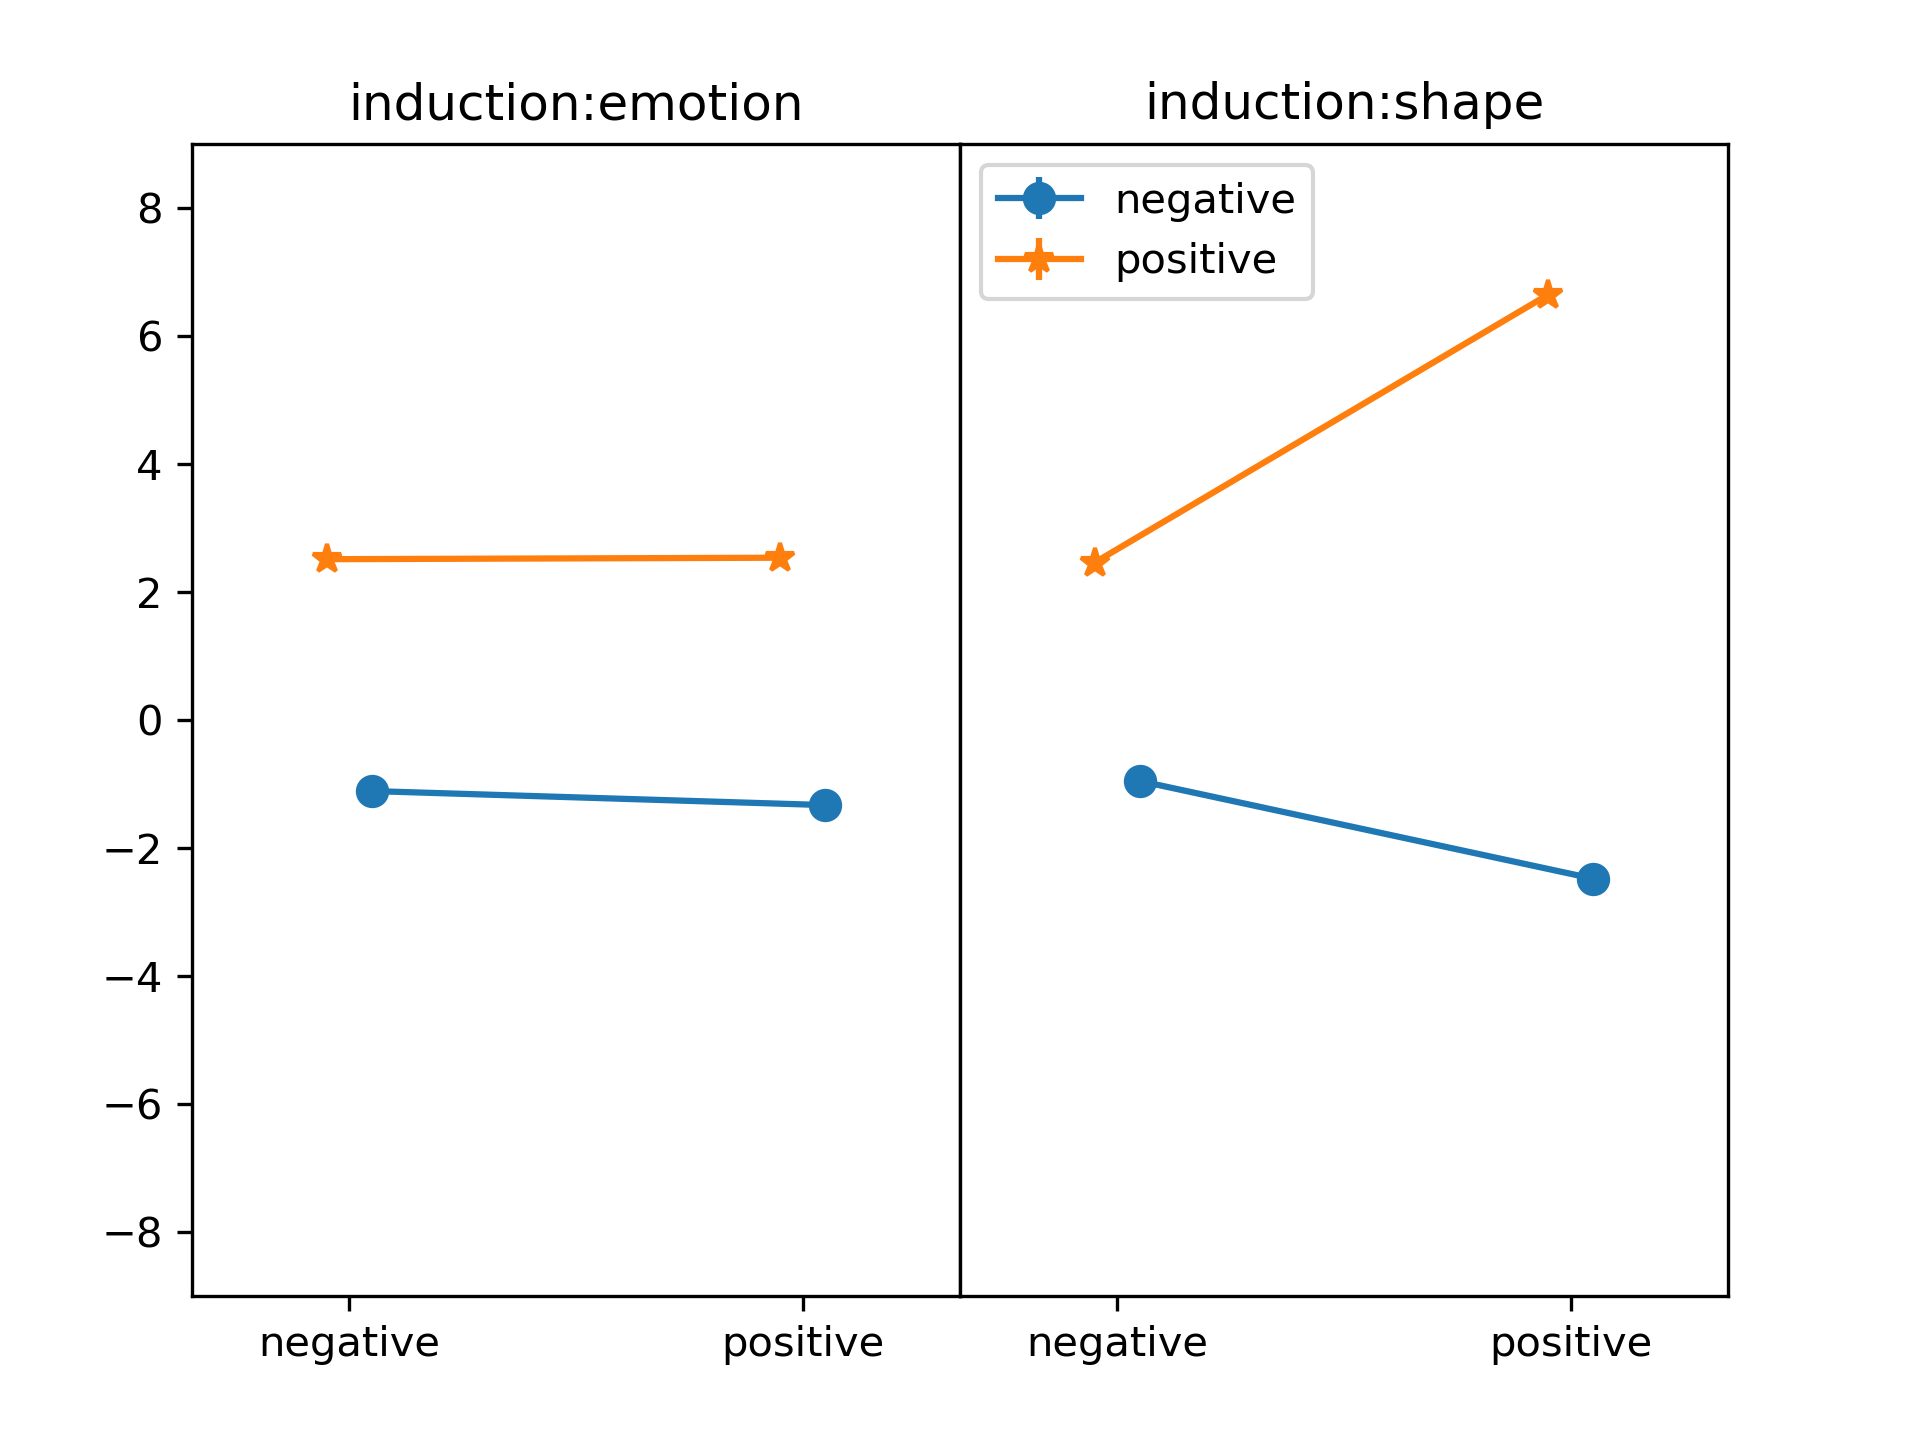 induction:emotion
induction:shape
negative
positive
8
6
4
2
0
−2
−4
−6
−8
negative
positive
negative
positive